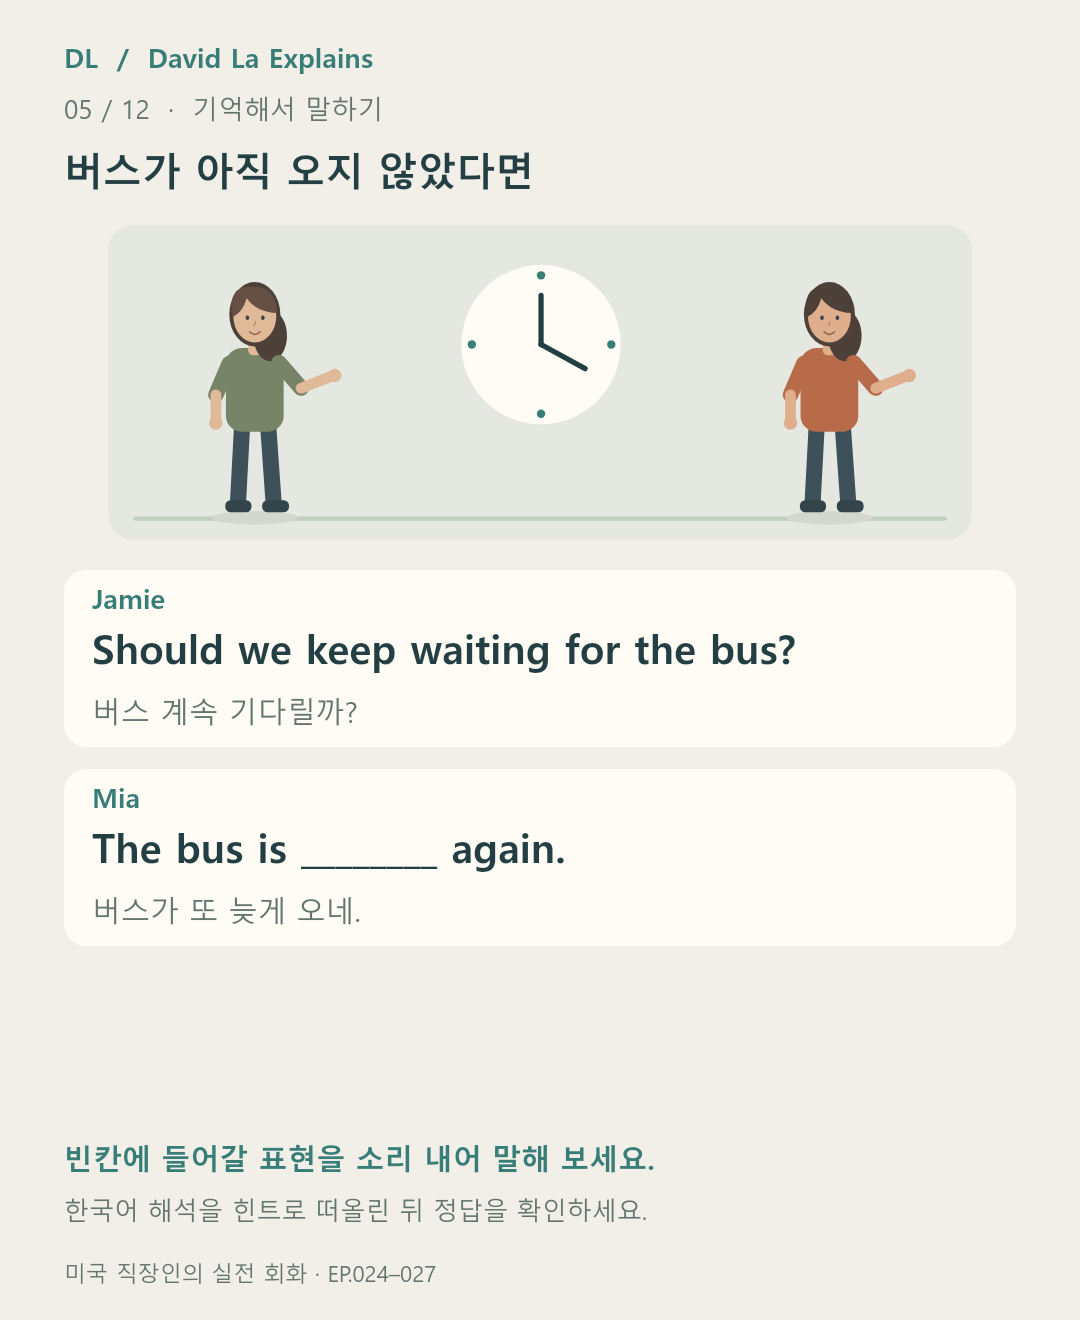 DL / David La Explains
05 / 12 · 기억해서 말하기
버스가 아직 오지 않았다면
Jamie
Should we keep waiting for the bus?
버스 계속 기다릴까?
Mia
The bus is ________ again.
버스가 또 늦게 오네.
빈칸에 들어갈 표현을 소리 내어 말해 보세요.
한국어 해석을 힌트로 떠올린 뒤 정답을 확인하세요.
미국 직장인의 실전 회화 · EP.024–027